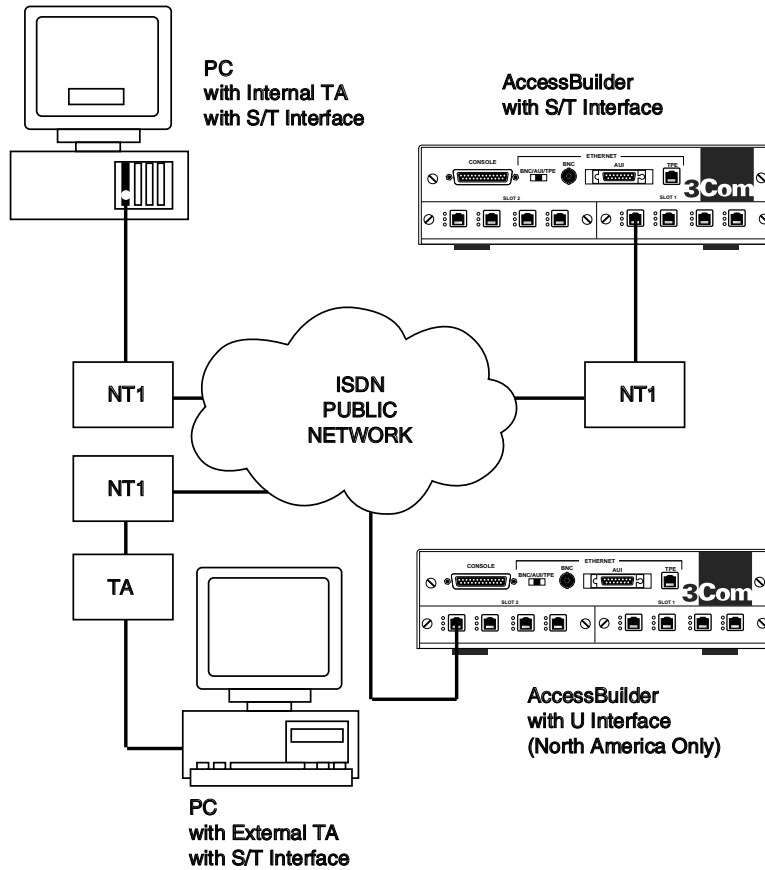 PC
with Internal TA
with S/T Interface
AccessBuilder
with S/T Interface
ETHERNET
CONSOLE
BNC/AUI/TPE
BNC
AUI
TPE
3Com
SLOT 2
SLOT 1
NT1
ISDN
PUBLIC
NETWORK
NT1
NT1
TA
ETHERNET
CONSOLE
BNC/AUI/TPE
BNC
AUI
TPE
3Com
SLOT 2
SLOT 1
AccessBuilder
with U Interface
(North America Only)
PC
with External TA
with S/T Interface